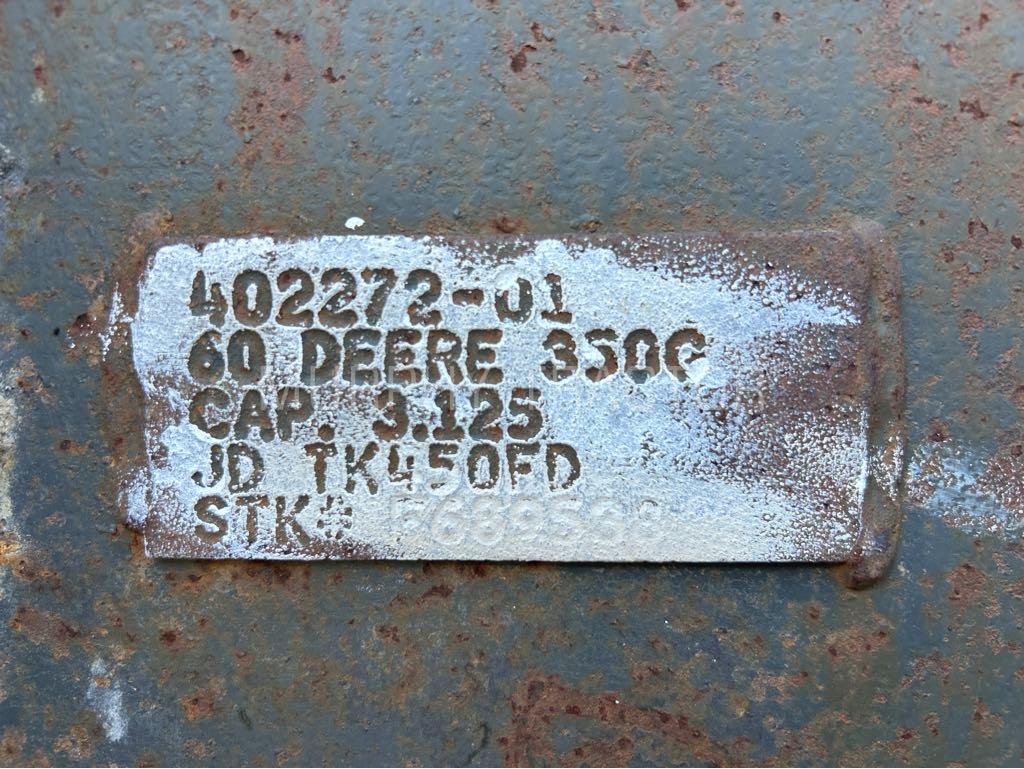 402272-01
60 DEERE 350G
CAP. 3.125
JD TK450FD
STK#